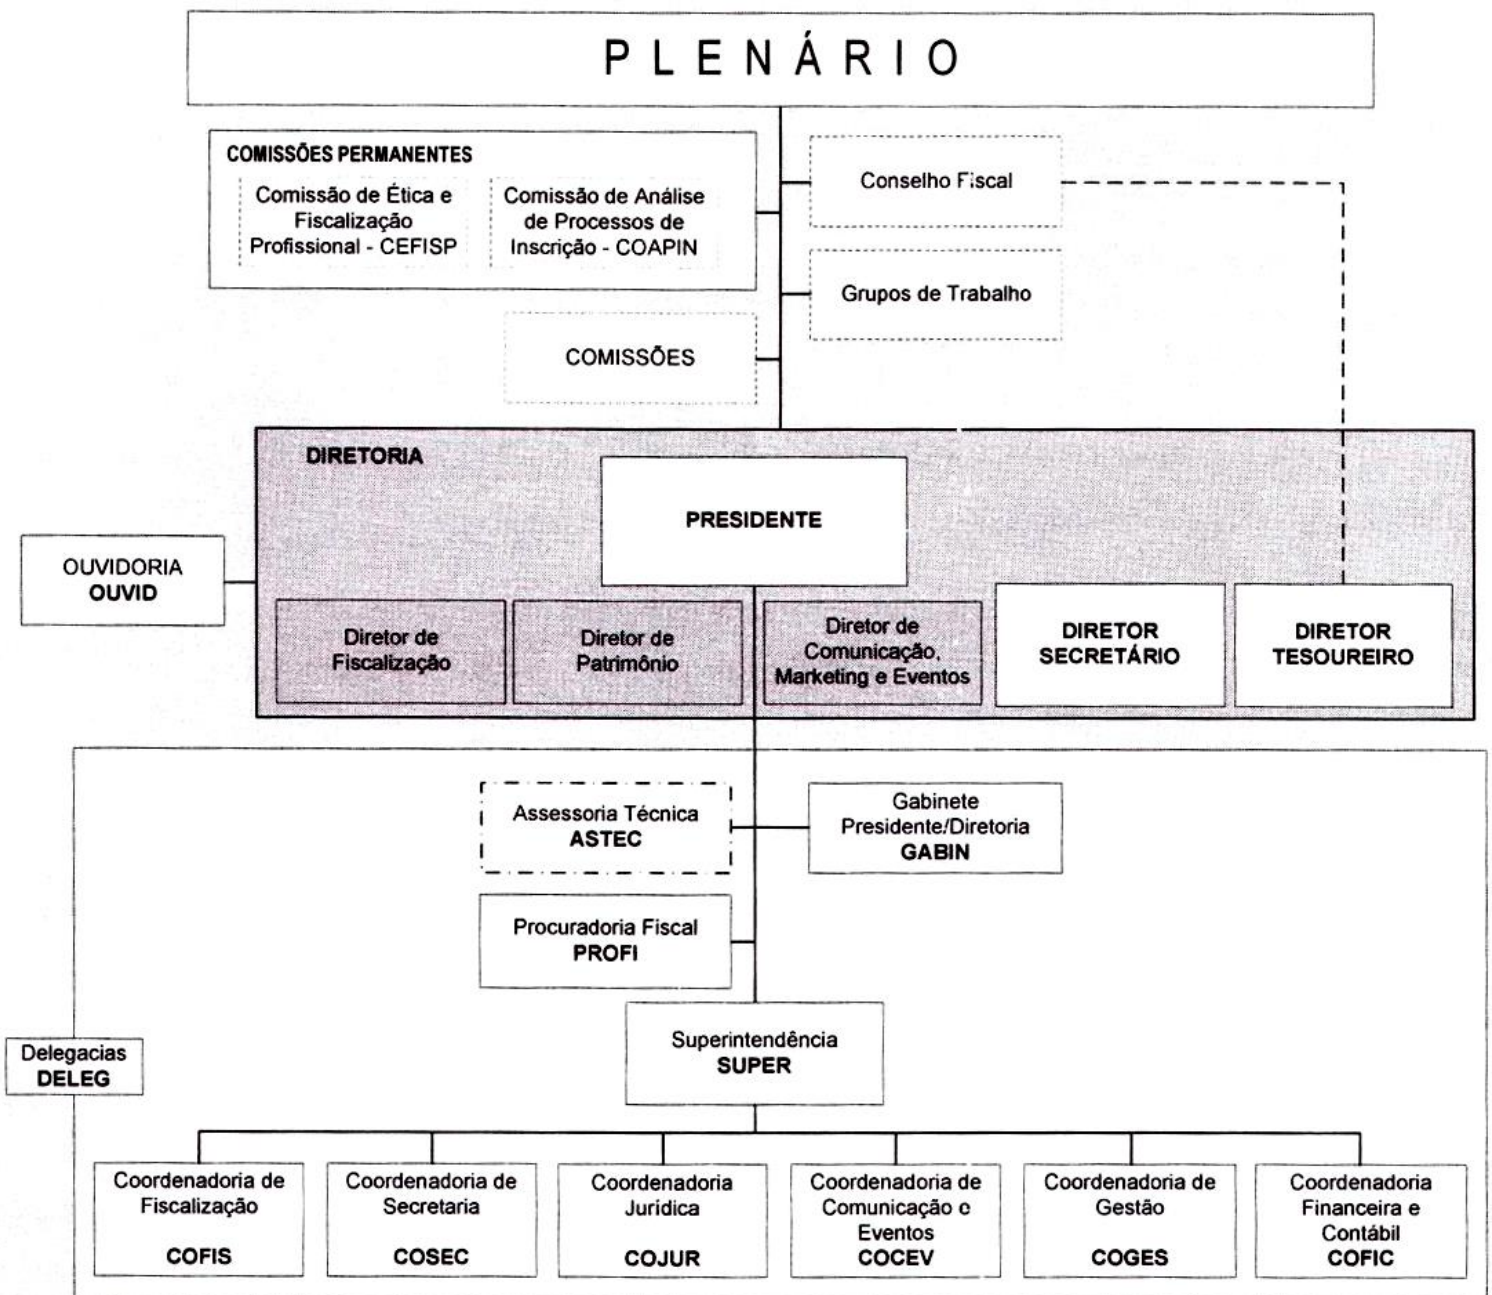 PLENÁRIO
COMISSÕES PERMANENTES
Comissão de Ética e
Fiscalização
Profissional - CEFISP
Comissão de Análise
de Processos de
Inscrição - COAPIN
Conselho Fiscal
Grupos de Trabalho
COMISSÕES
DIRETORIA
PRESIDENTE
OUVIDORIA
OUVID
Diretor de
Fiscalização
Diretor de
Patrimônio
Diretor de
Comunicação,
Marketing e Eventos
DIRETOR
SECRETÁRIO
DIRETOR
TESOUREIRO
Assessoria Técnica
ASTEC
Gabinete
Presidente/Diretoria
GABIN
Procuradoria Fiscal
PROFI
Superintendência
SUPER
Delegacias
DELEG
Coordenadoria de
Fiscalização
COFIS
Coordenadoria de
Secretaria
COSEC
Coordenadoria
Jurídica
COJUR
Coordenadoria de
Comunicação e
Eventos
COCEV
Coordenadoria de
Gestão
COGES
Coordenadoria
Financeira e
Contábil
COFIC